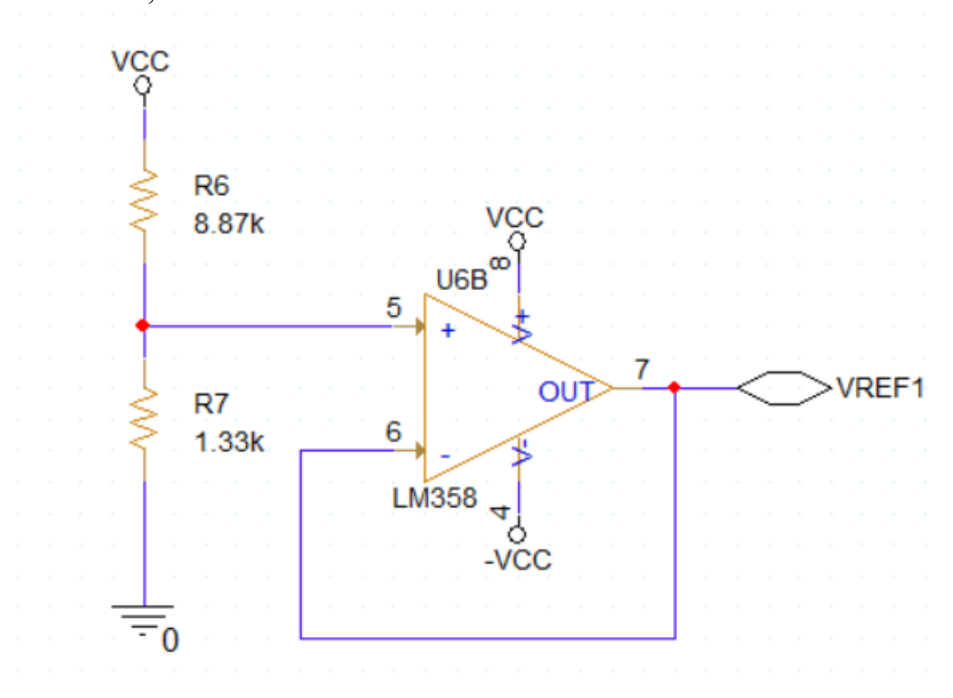 VCC
R6
8.87k
VCC
8
U6B
5
+
V+
OUT
7
VREF1
R7
1.33k
6
-
V-
LM358
4
-VCC
0